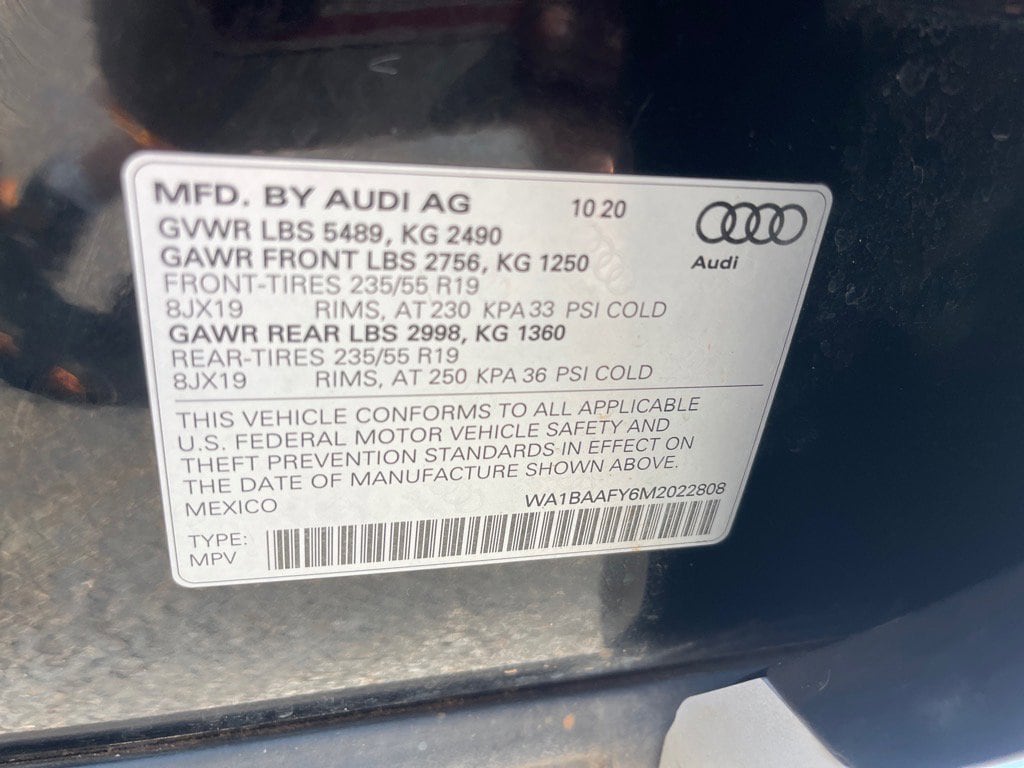 MFD. BY AUDI AG 10 20
Audi
GVWR LBS 5489, KG 2490
GAWR FRONT LBS 2756, KG 1250
FRONT-TIRES 235/55 R19
8JX19 RIMS, AT 230 KPA 33 PSI COLD
GAWR REAR LBS 2998, KG 1360
REAR-TIRES 235/55 R19
8JX19 RIMS, AT 250 KPA 36 PSI COLD
THIS VEHICLE CONFORMS TO ALL APPLICABLE
U.S. FEDERAL MOTOR VEHICLE SAFETY AND
THEFT PREVENTION STANDARDS IN EFFECT ON
THE DATE OF MANUFACTURE SHOWN ABOVE.
MEXICO WA1BAAFY6M2022808
TYPE:
MPV